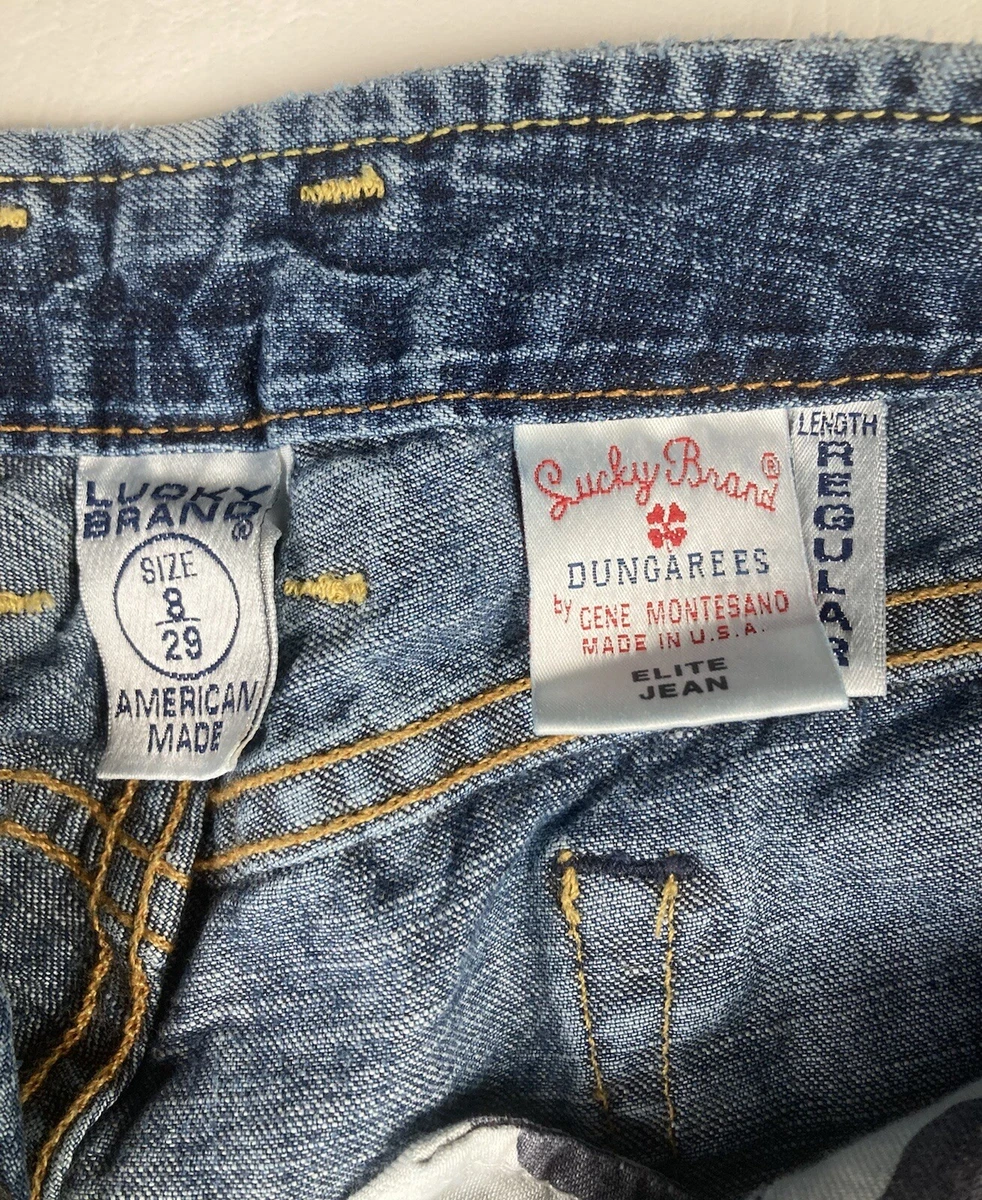 LUCKY
BRAND®
SIZE
8
29
AMERICAN
MADE
Lucky Brand®
DUNGAREES
by GENE MONTESANO
MADE IN U.S.A.
ELITE
JEAN
LENGTH
REGULAR